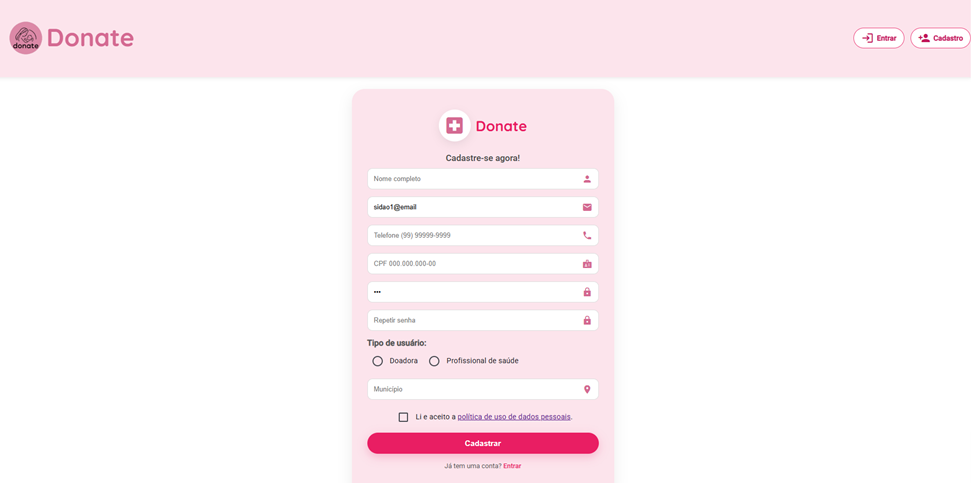 donate Donate Entrar Cadastro
Donate
Cadastre-se agora!
Nome completo
sidao1@email
Telefone (99) 99999-9999
CPF 000.000.000-00
•••
Repetir senha
Tipo de usuário:
Doadora Profissional de saúde
Município
Li e aceito a política de uso de dados pessoais.
Cadastrar
Já tem uma conta? Entrar